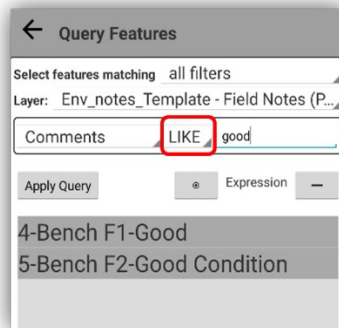 Query Features
Select features matching all filters
Layer: Env_notes_Template - Field Notes (P...
Comments LIKE good
Apply Query Expression
4-Bench F1-Good
5-Bench F2-Good Condition